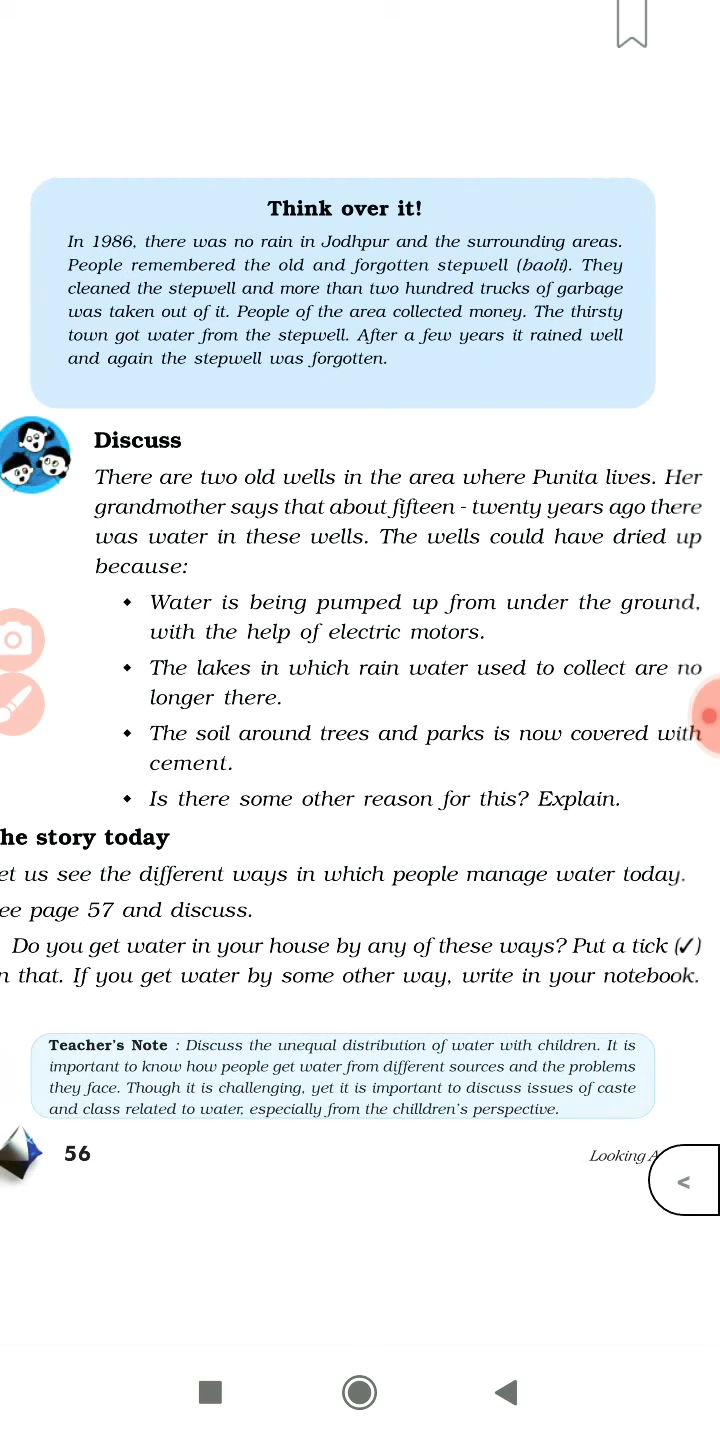 Think over it!
In 1986, there was no rain in Jodhpur and the surrounding areas.
People remembered the old and forgotten stepwell (baoli). They
cleaned the stepwell and more than two hundred trucks of garbage
was taken out of it. People of the area collected money. The thirsty
town got water from the stepwell. After a few years it rained well
and again the stepwell was forgotten.
Discuss
There are two old wells in the area where Punita lives. Her
grandmother says that about fifteen - twenty years ago there
was water in these wells. The wells could have dried up
because:
◆ Water is being pumped up from under the ground,
with the help of electric motors.
◆ The lakes in which rain water used to collect are no
longer there.
◆ The soil around trees and parks is now covered with
cement.
◆ Is there some other reason for this? Explain.
he story today
et us see the different ways in which people manage water today.
ee page 57 and discuss.
Do you get water in your house by any of these ways? Put a tick (✓)
n that. If you get water by some other way, write in your notebook.
Teacher's Note : Discuss the unequal distribution of water with children. It is
important to know how people get water from different sources and the problems
they face. Though it is challenging, yet it is important to discuss issues of caste
and class related to water, especially from the chilldren's perspective.
56
Looking A
<